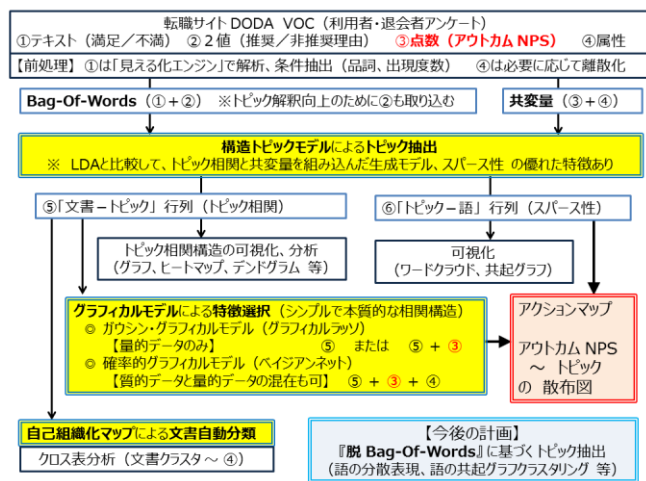 転職サイト DODA VOC（利用者・退会者アンケート）
①テキスト（満足／不満） ②２値（推奨／非推奨理由） ③点数（アウトカム NPS） ④属性
【前処理】①は「見える化エンジン」で解析、条件抽出（品詞、出現度数） ④は必要に応じて離散化
Bag-Of-Words（①＋②） ※トピック解釈向上のために②も取り込む
共変量（③＋④）
構造トピックモデルによるトピック抽出
※ LDAと比較して、トピック相関と共変量を組み込んだ生成モデル、スパース性 の優れた特徴あり
⑤「文書－トピック」行列（トピック相関）
⑥「トピック－語」行列（スパース性）
トピック相関構造の可視化、分析
（グラフ、ヒートマップ、デンドグラム 等）
可視化
（ワードクラウド、共起グラフ）
グラフィカルモデルによる特徴選択（シンプルで本質的な相関構造）
◎ ガウシン・グラフィカルモデル（グラフィカルラッソ）
【量的データのみ】 ⑤ または ⑤＋③
◎ 確率的グラフィカルモデル（ベイジアンネット）
【質的データと量的データの混在も可】 ⑤＋③＋④
アクションマップ
アウトカム NPS
～ トピック
の 散布図
自己組織化マップによる文書自動分類
クロス表分析（文書クラスタ～ ④）
【今後の計画】
『脱 Bag-Of-Words』に基づくトピック抽出
（語の分散表現、語の共起グラフクラスタリング 等）